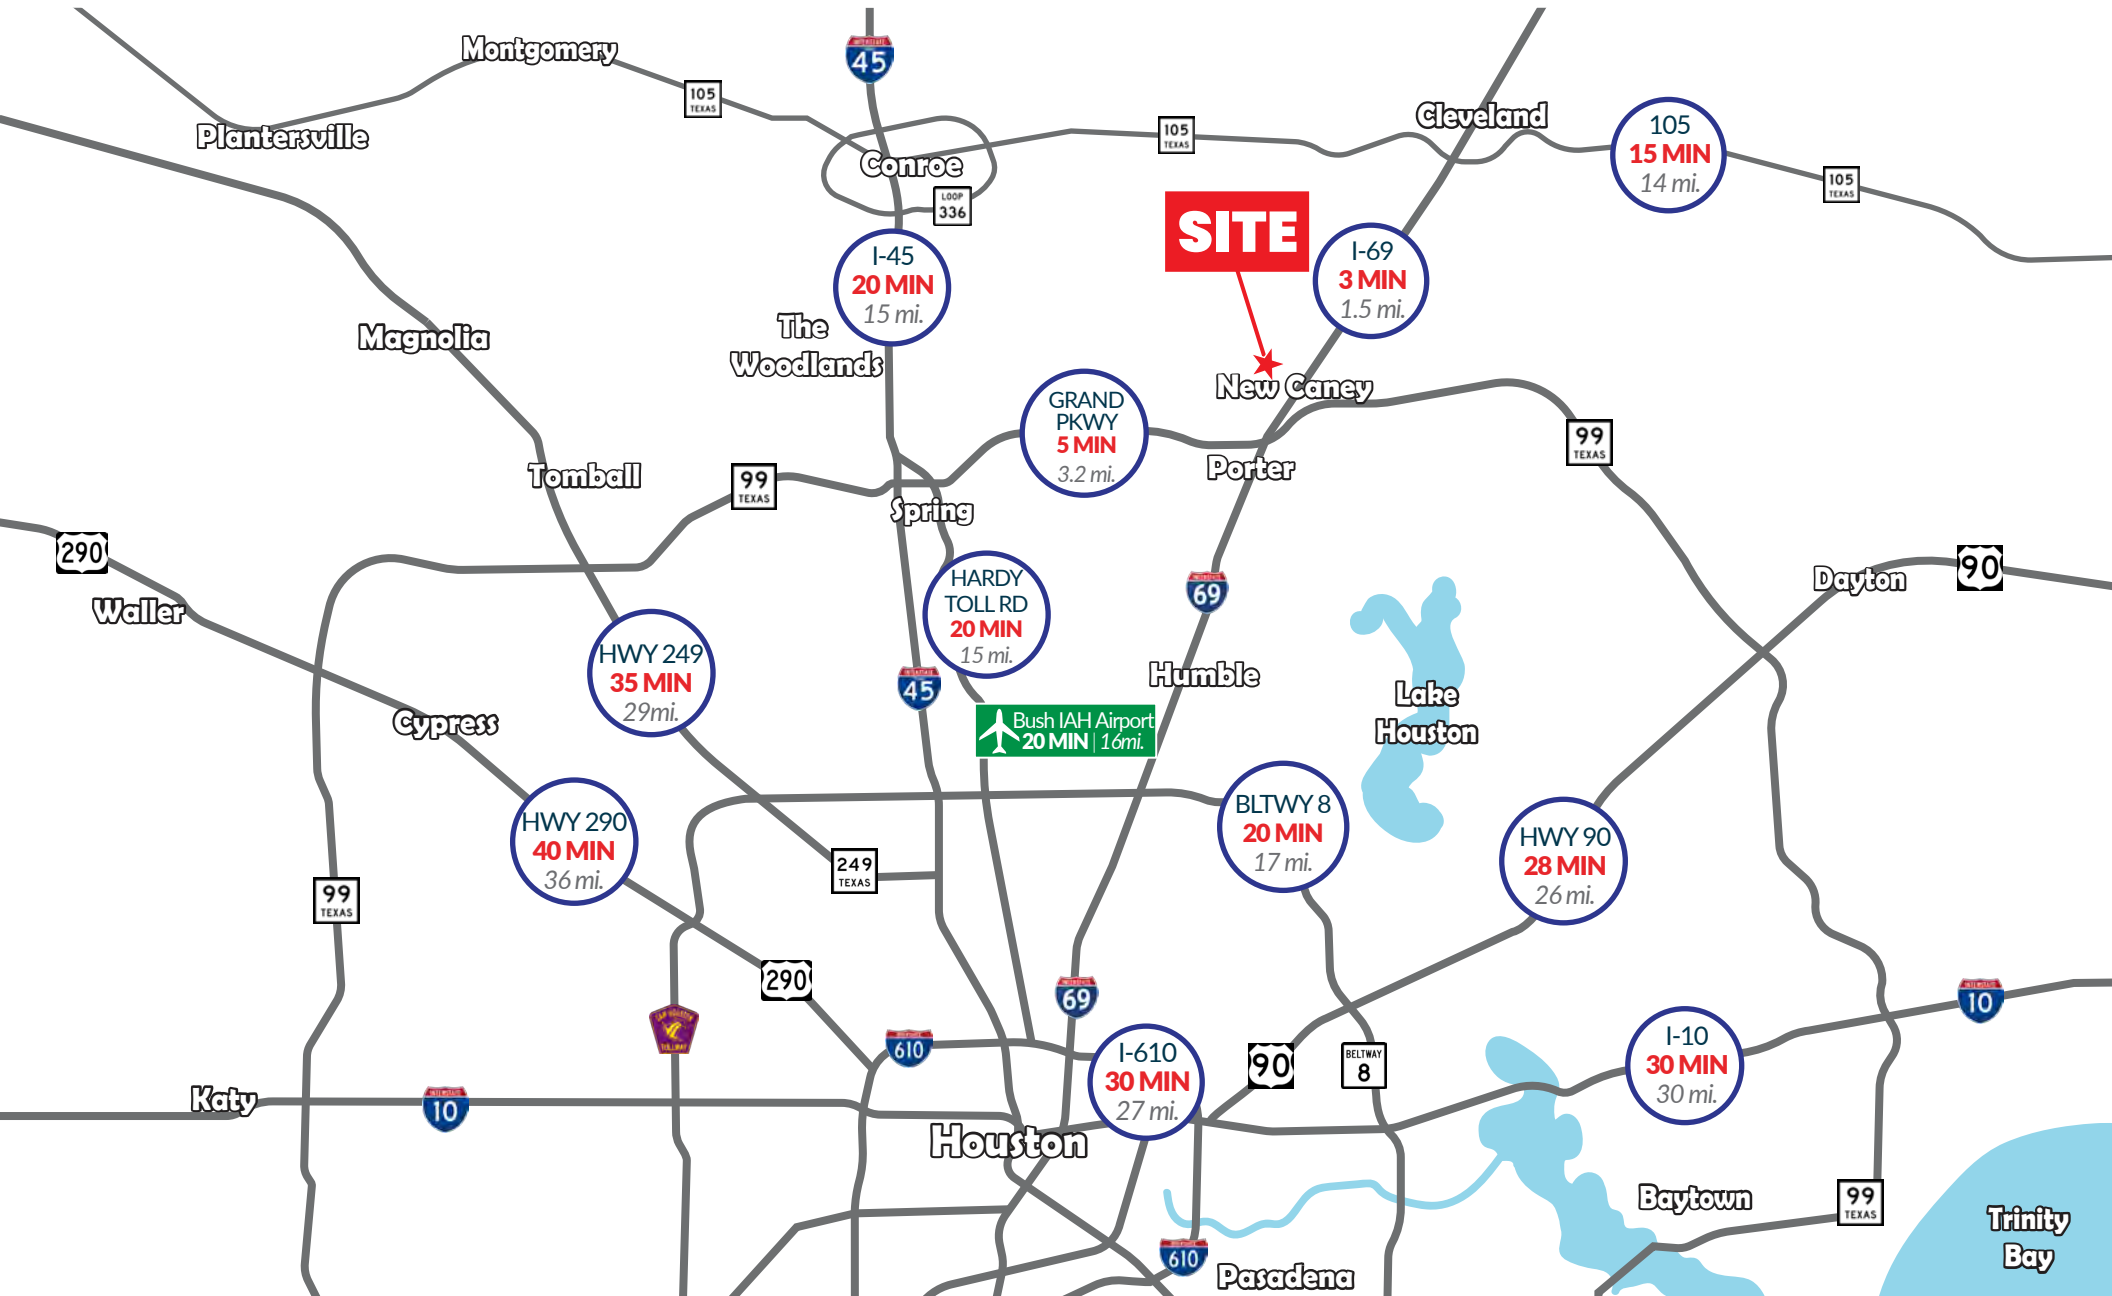 Montgomery
45
105
TEXAS
Plantersville
Conroe
LOOP
336
105
TEXAS
Cleveland
105
15 MIN
14 mi.
105
TEXAS
SITE
I-45
20 MIN
15 mi.
I-69
3 MIN
1.5 mi.
The
Woodlands
Magnolia
New Caney
GRAND
PKWY
5 MIN
3.2 mi.
99
TEXAS
Porter
Tomball
99
TEXAS
Spring
290
Waller
HARDY
TOLL RD
20 MIN
15 mi.
69
Dayton
90
HWY 249
35 MIN
29mi.
45
Humble
Lake
Houston
Cypress
Bush IAH Airport
20 MIN | 16mi.
HWY 290
40 MIN
36 mi.
BLTWY 8
20 MIN
17 mi.
HWY 90
28 MIN
26 mi.
249
TEXAS
99
TEXAS
290
69
INTERSTATE
10
SAM HOUSTON
TOLLWAY
610
I-610
30 MIN
27 mi.
90
BELTWAY
8
I-10
30 MIN
30 mi.
Katy
INTERSTATE
10
Houston
Baytown
99
TEXAS
Trinity
Bay
610
Pasadena